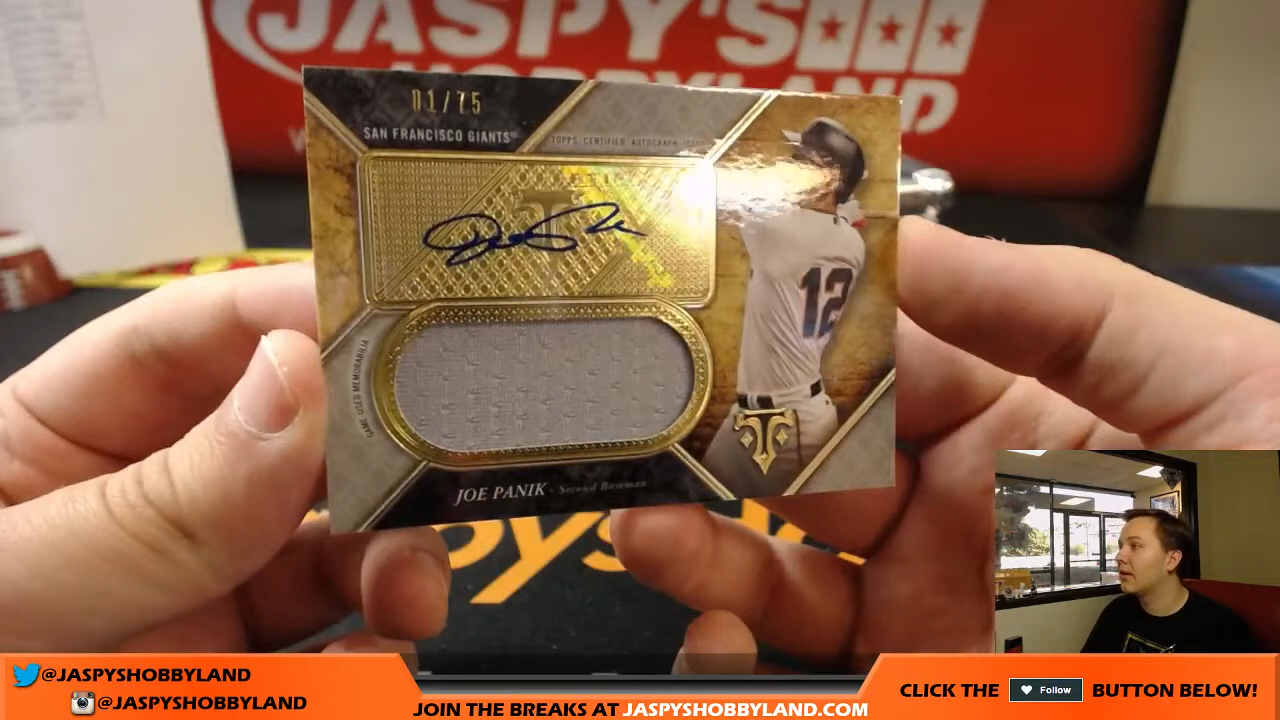 JASPY'S
HOBBYLAND
01/75
SAN FRANCISCO GIANTS
TOPPS CERTIFIED AUTOGRAPH ISSUE
12
GAME-USED MEMORABILIA
JOE PANIK · Second Baseman
@JASPYSHOBBYLAND
@JASPYSHOBBYLAND
JOIN THE BREAKS AT JASPYSHOBBYLAND.COM
CLICK THE Follow BUTTON BELOW!